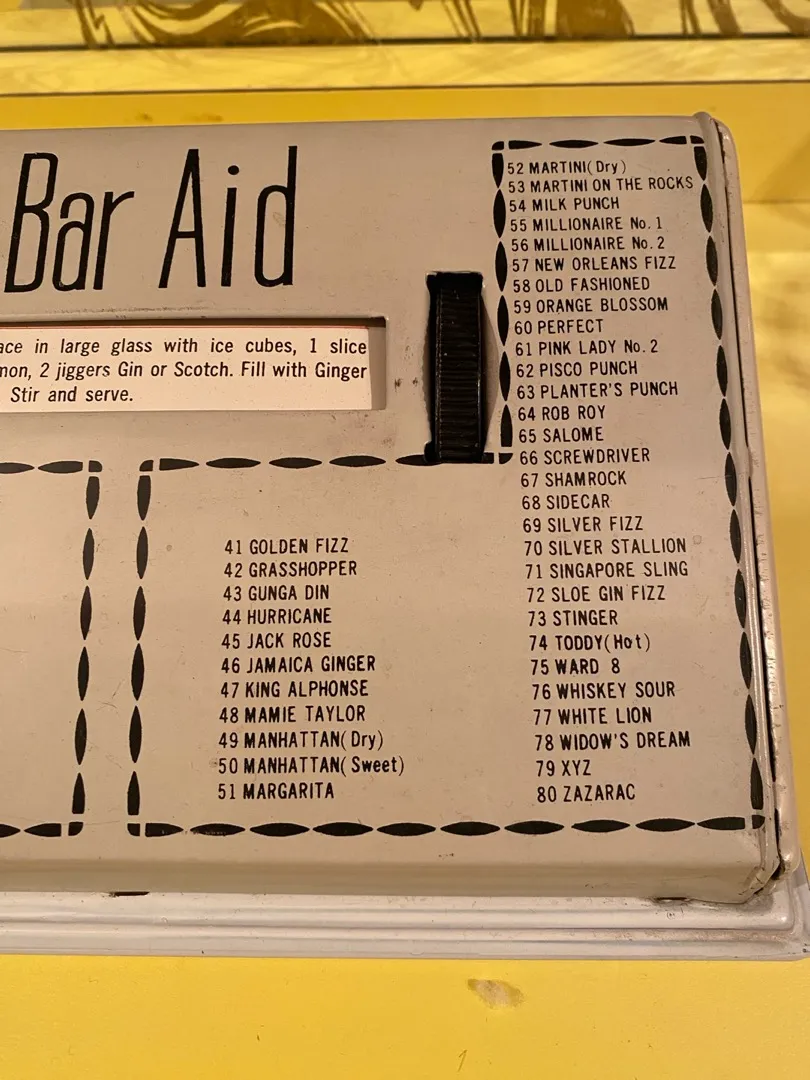 Bar Aid
in large glass with ice cubes, 1 slice
2 jiggers Gin or Scotch. Fill with Ginger
Stir and serve.
41 GOLDEN FIZZ
42 GRASSHOPPER
43 GUNGA DIN
44 HURRICANE
45 JACK ROSE
46 JAMAICA GINGER
47 KING ALPHONSE
48 MAMIE TAYLOR
49 MANHATTAN(Dry)
50 MANHATTAN(Sweet)
51 MARGARITA
52 MARTINI(Dry)
53 MARTINI ON THE ROCKS
54 MILK PUNCH
55 MILLIONAIRE No. 1
56 MILLIONAIRE No. 2
57 NEW ORLEANS FIZZ
58 OLD FASHIONED
59 ORANGE BLOSSOM
60 PERFECT
61 PINK LADY No. 2
62 PISCO PUNCH
63 PLANTER'S PUNCH
64 ROB ROY
65 SALOME
66 SCREWDRIVER
67 SHAMROCK
68 SIDECAR
69 SILVER FIZZ
70 SILVER STALLION
71 SINGAPORE SLING
72 SLOE GIN FIZZ
73 STINGER
74 TODDY(Hot)
75 WARD 8
76 WHISKEY SOUR
77 WHITE LION
78 WIDOW'S DREAM
79 XYZ
80 ZAZARAC